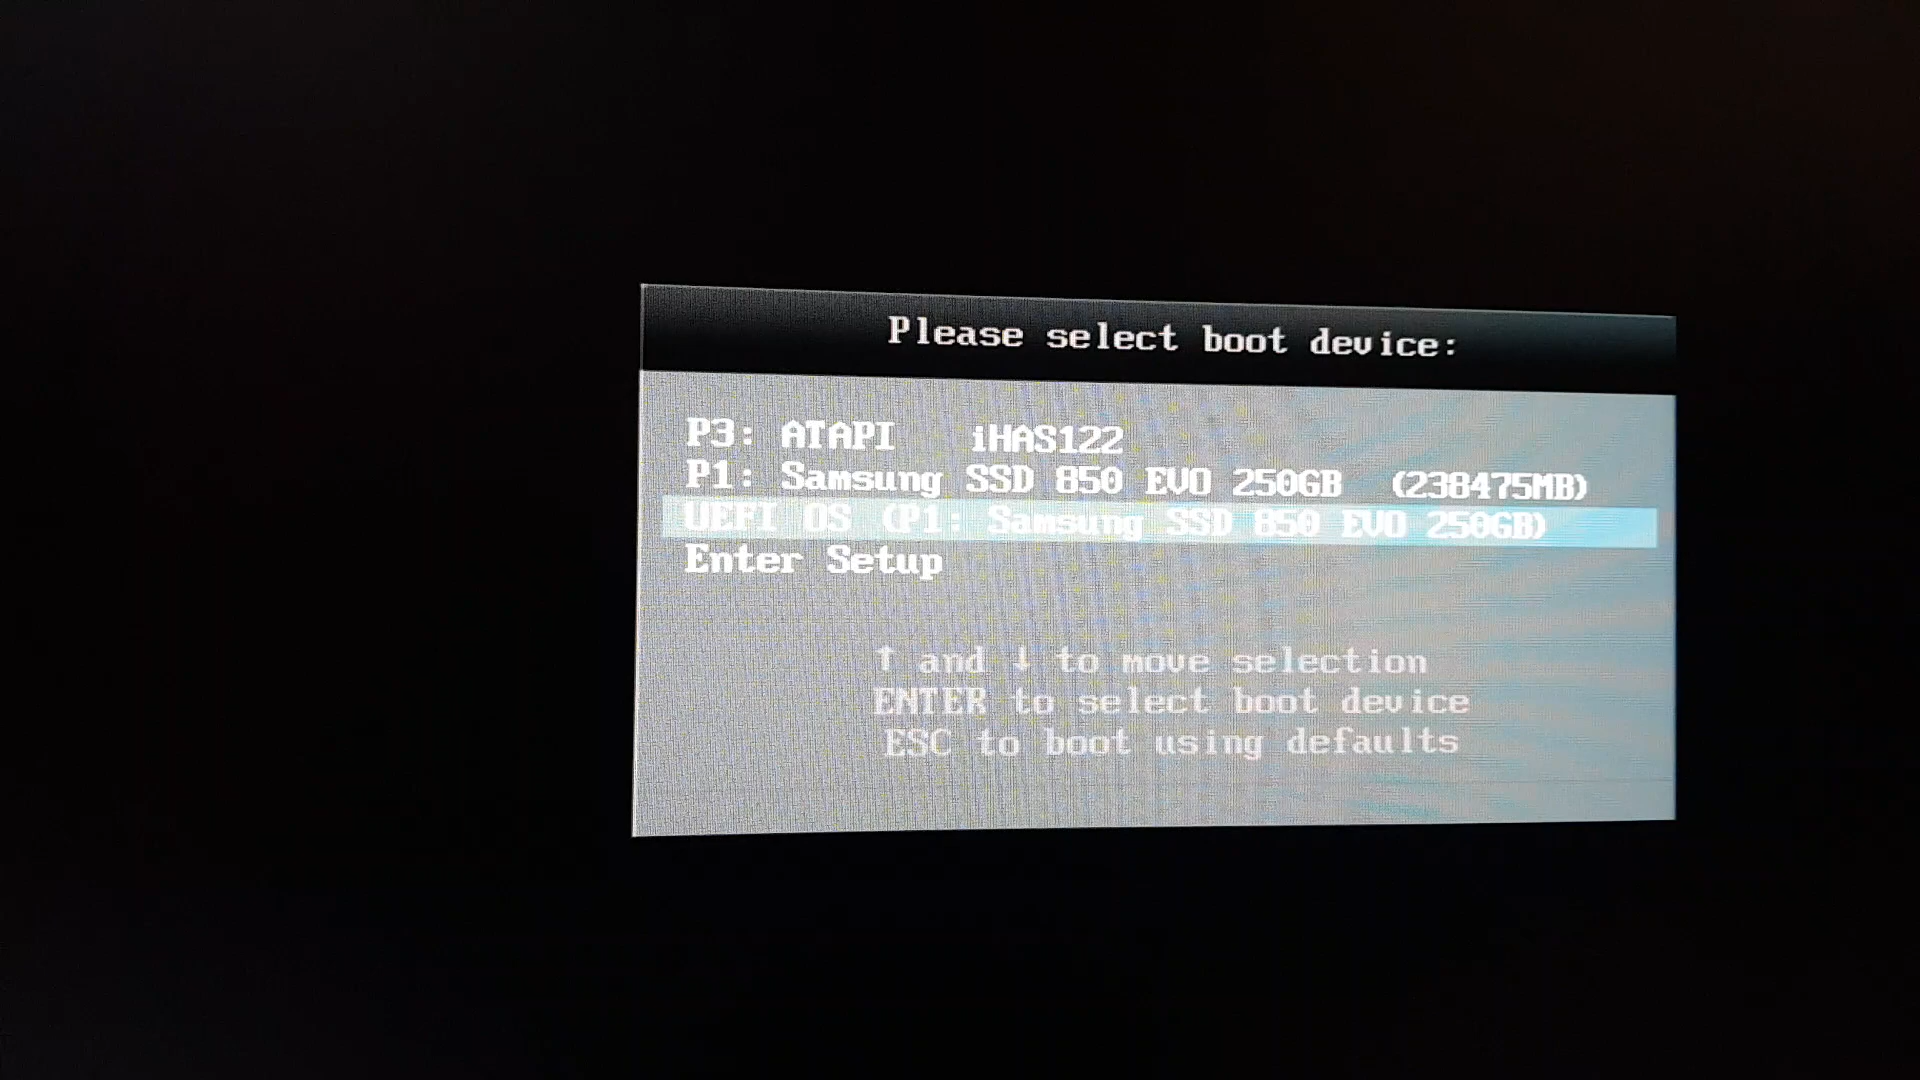 Please select boot device:
P3: ATAPI iHAS122
P1: Samsung SSD 850 EVO 250GB (238475MB)
UEFI OS (P1: Samsung SSD 850 EVO 250GB)
Enter Setup
↑ and ↓ to move selection
ENTER to select boot device
ESC to boot using defaults